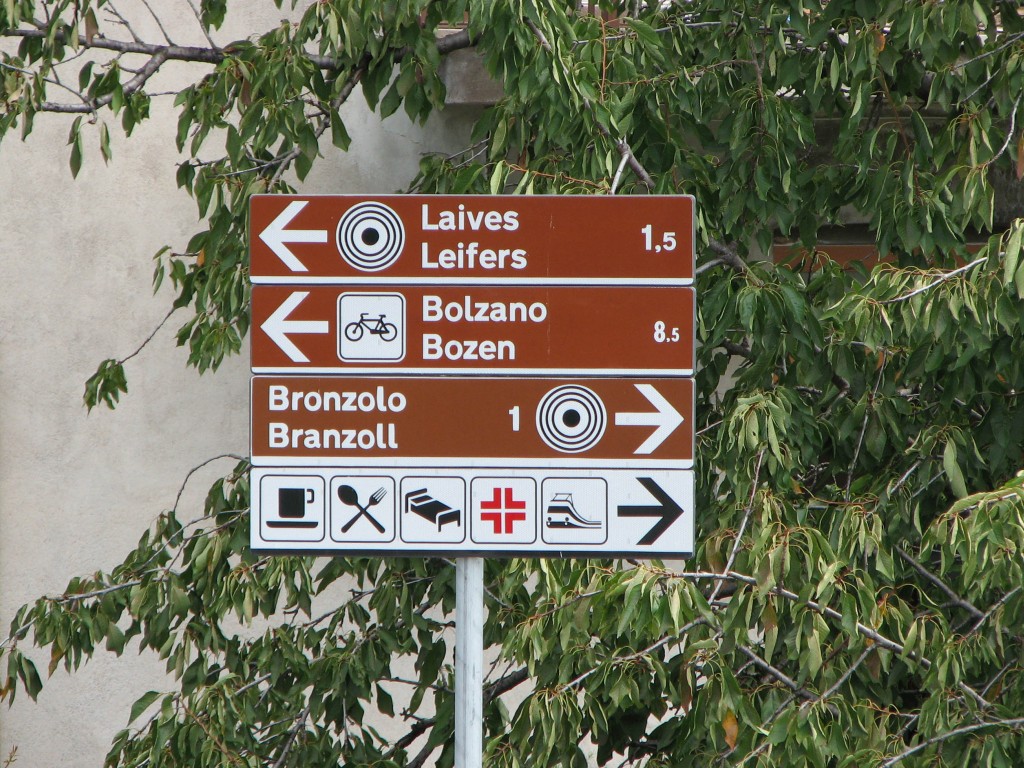 Laives
Leifers 1,5
Bolzano
Bozen 8.5
Bronzolo
Branzoll 1